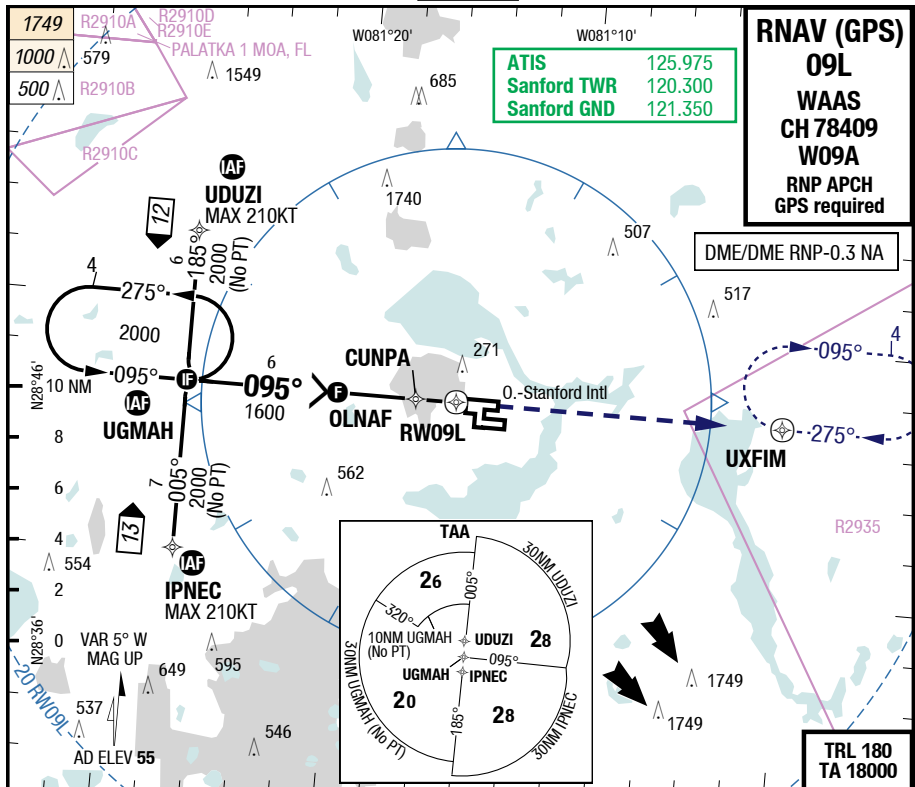 1749
1000 579
500
R2910A
R2910D
R2910E
PALATKA 1 MOA, FL
R2910B
R2910C
1549
W081°20'
W081°10'
685
ATIS 125.975
Sanford TWR 120.300
Sanford GND 121.350
RNAV (GPS)
09L
WAAS
CH 78409
W09A
RNP APCH
GPS required
DME/DME RNP-0.3 NA
IAF
UDUZI
MAX 210KT
1740
507
517
12
6
185°
2000
(No PT)
4
275°
2000
10 NM
095°
IF
IAF
UGMAH
6
095°
1600
F
OLNAF
CUNPA
271
RW09L
O.-Stanford Intl
095°
4
275°
UXFIM
N28°46'
8
6
4
2
0
N28°36'
7
005°
2000
(No PT)
13
562
554
IAF
IPNEC
MAX 210KT
R2935
VAR 5° W
MAG UP
649
595
537
546
20 RW09L
AD ELEV 55
TAA
26
005°
30NM UDUZI
320°
10NM UGMAH
(No PT)
UDUZI
28
UGMAH
095°
IPNEC
20
185°
28
30NM UGMAH (No PT)
30NM IPNEC
1749
1749
TRL 180
TA 18000